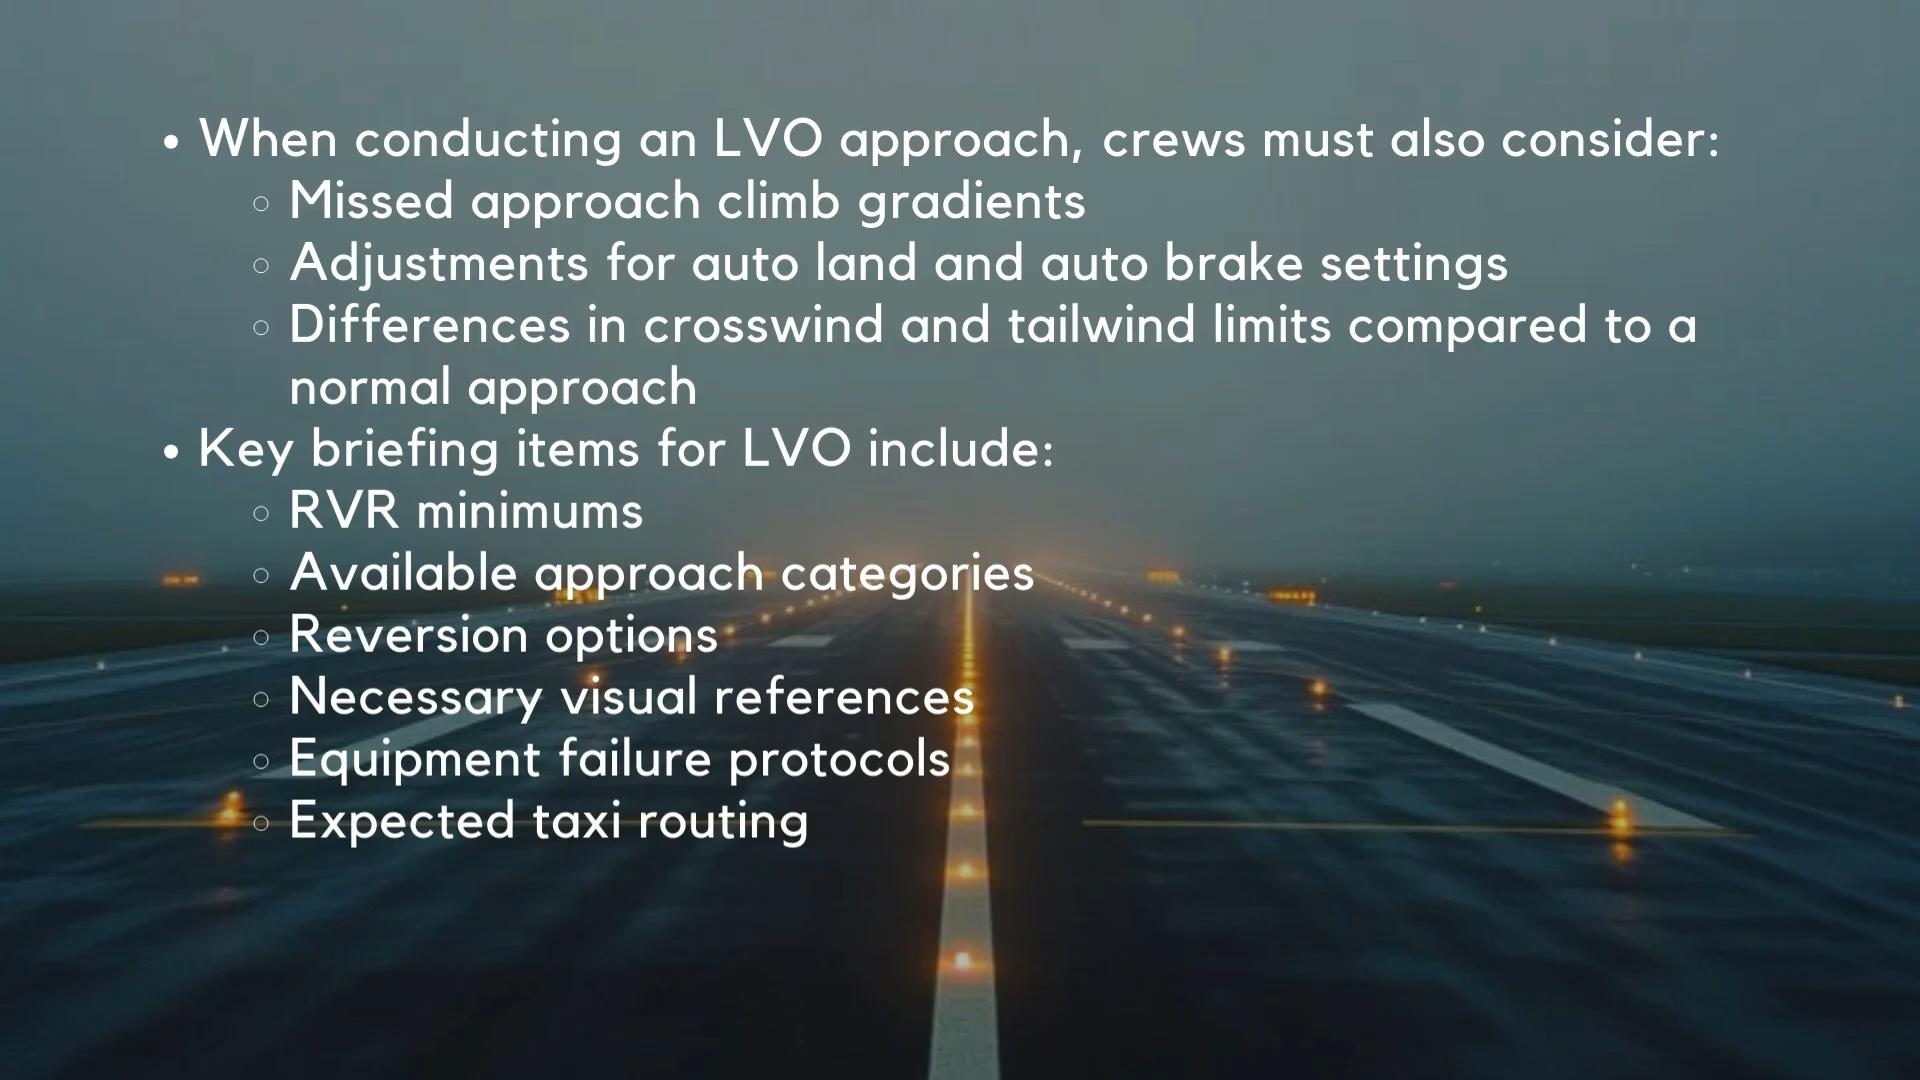 • When conducting an LVO approach, crews must also consider:
◦ Missed approach climb gradients
◦ Adjustments for auto land and auto brake settings
◦ Differences in crosswind and tailwind limits compared to a
normal approach
• Key briefing items for LVO include:
◦ RVR minimums
◦ Available approach categories
◦ Reversion options
◦ Necessary visual references
◦ Equipment failure protocols
◦ Expected taxi routing